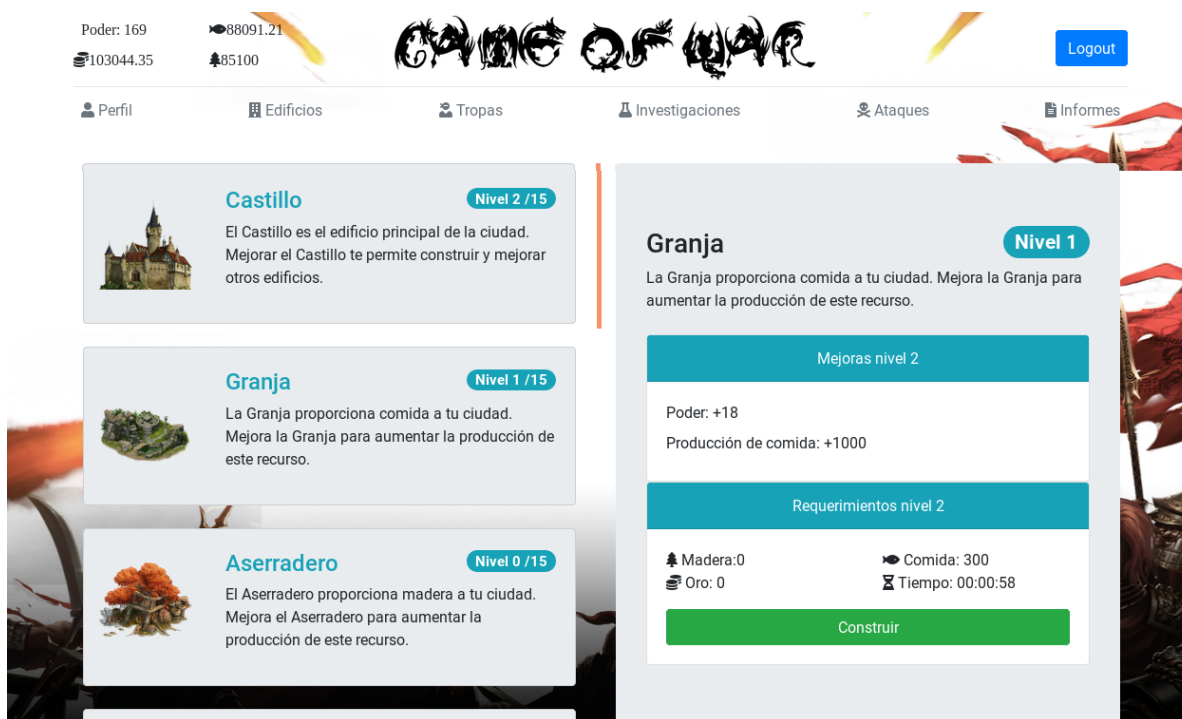 Poder: 169
88091.21
103044.35
85100
GAME OF WAR
Logout
Perfil
Edificios
Tropas
Investigaciones
Ataques
Informes
Castillo
Nivel 2 /15
El Castillo es el edificio principal de la ciudad.
Mejorar el Castillo te permite construir y mejorar
otros edificios.
Granja
Nivel 1 /15
La Granja proporciona comida a tu ciudad.
Mejora la Granja para aumentar la producción de
este recurso.
Aserradero
Nivel 0 /15
El Aserradero proporciona madera a tu ciudad.
Mejora el Aserradero para aumentar la
producción de este recurso.
Granja
Nivel 1
La Granja proporciona comida a tu ciudad. Mejora la Granja para
aumentar la producción de este recurso.
Mejoras nivel 2
Poder: +18
Producción de comida: +1000
Requerimientos nivel 2
Madera:0
Comida: 300
Oro: 0
Tiempo: 00:00:58
Construir